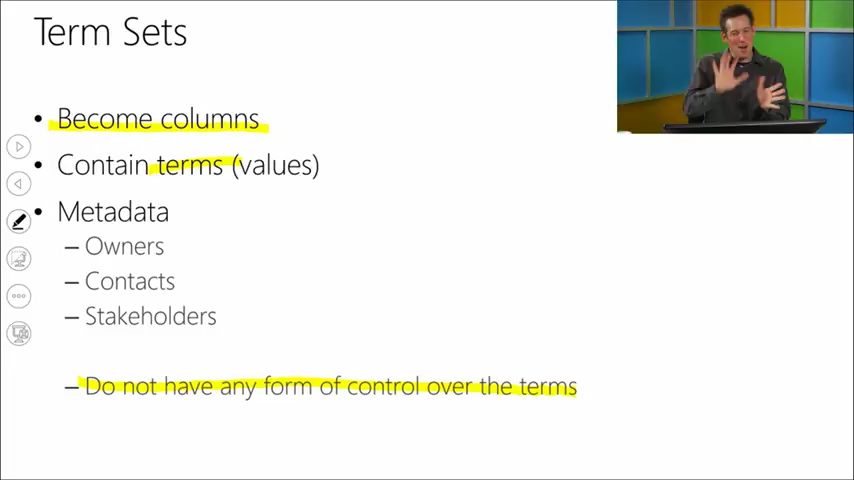 Term Sets
• Become columns
• Contain terms (values)
• Metadata
– Owners
– Contacts
– Stakeholders
– Do not have any form of control over the terms